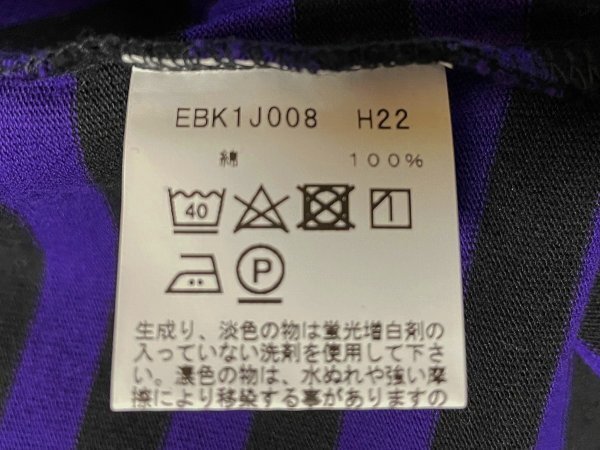 EBK1J008 H22
綿 100%
40
P
生成り、淡色の物は蛍光増白剤の
入っていない洗剤を使用して下さ
い。濃色の物は、水ぬれや強い摩
擦により移染する事がありますの